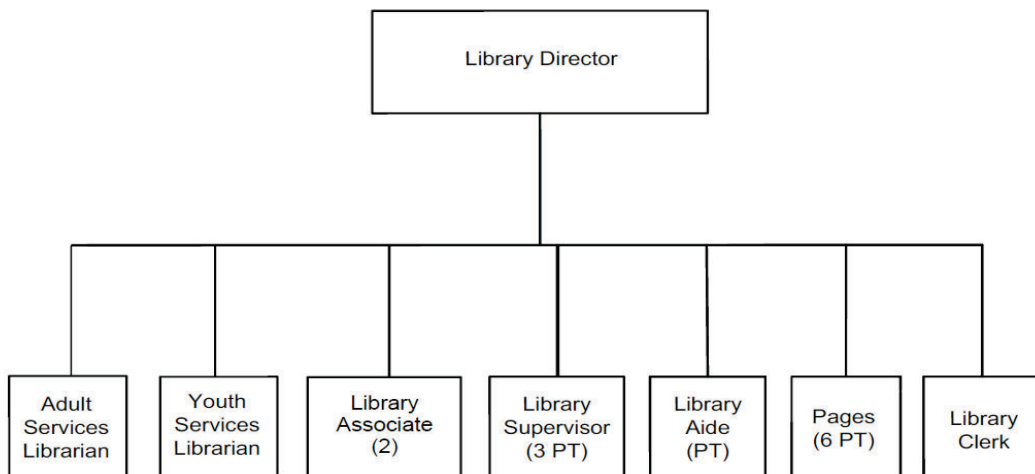 Library Director
Adult
Services
Librarian
Youth
Services
Librarian
Library
Associate
(2)
Library
Supervisor
(3 PT)
Library
Aide
(PT)
Pages
(6 PT)
Library
Clerk